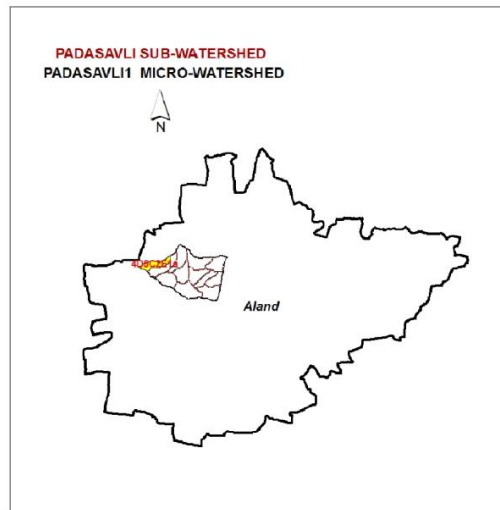 PADASAVLI SUB-WATERSHED
PADASAVLI1 MICRO-WATERSHED
N
Aland